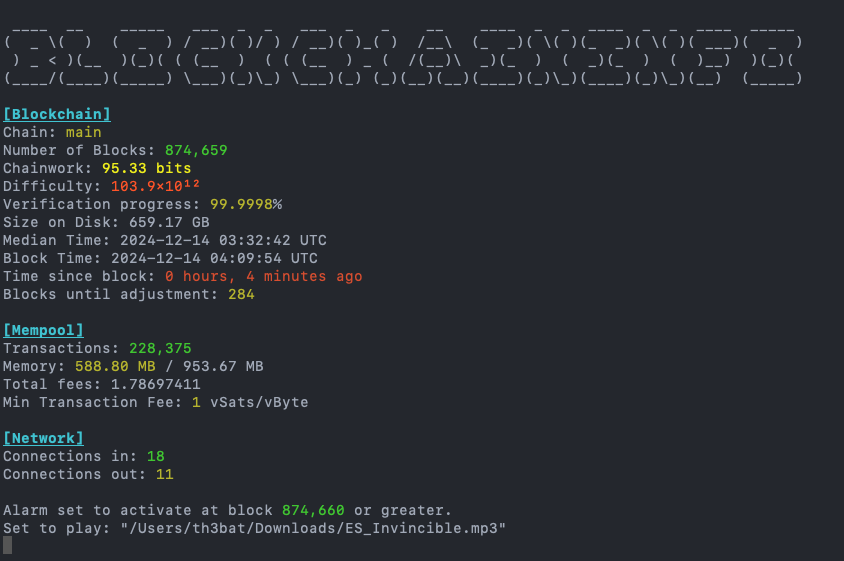 BLOCKCHAININFO
[Blockchain]
Chain: main
Number of Blocks: 874,659
Chainwork: 95.33 bits
Difficulty: 103.9×10¹²
Verification progress: 99.9998%
Size on Disk: 659.17 GB
Median Time: 2024-12-14 03:32:42 UTC
Block Time: 2024-12-14 04:09:54 UTC
Time since block: 0 hours, 4 minutes ago
Blocks until adjustment: 284
[Mempool]
Transactions: 228,375
Memory: 588.80 MB / 953.67 MB
Total fees: 1.78697411
Min Transaction Fee: 1 vSats/vByte
[Network]
Connections in: 18
Connections out: 11
Alarm set to activate at block 874,660 or greater.
Set to play: "/Users/th3bat/Downloads/ES_Invincible.mp3"